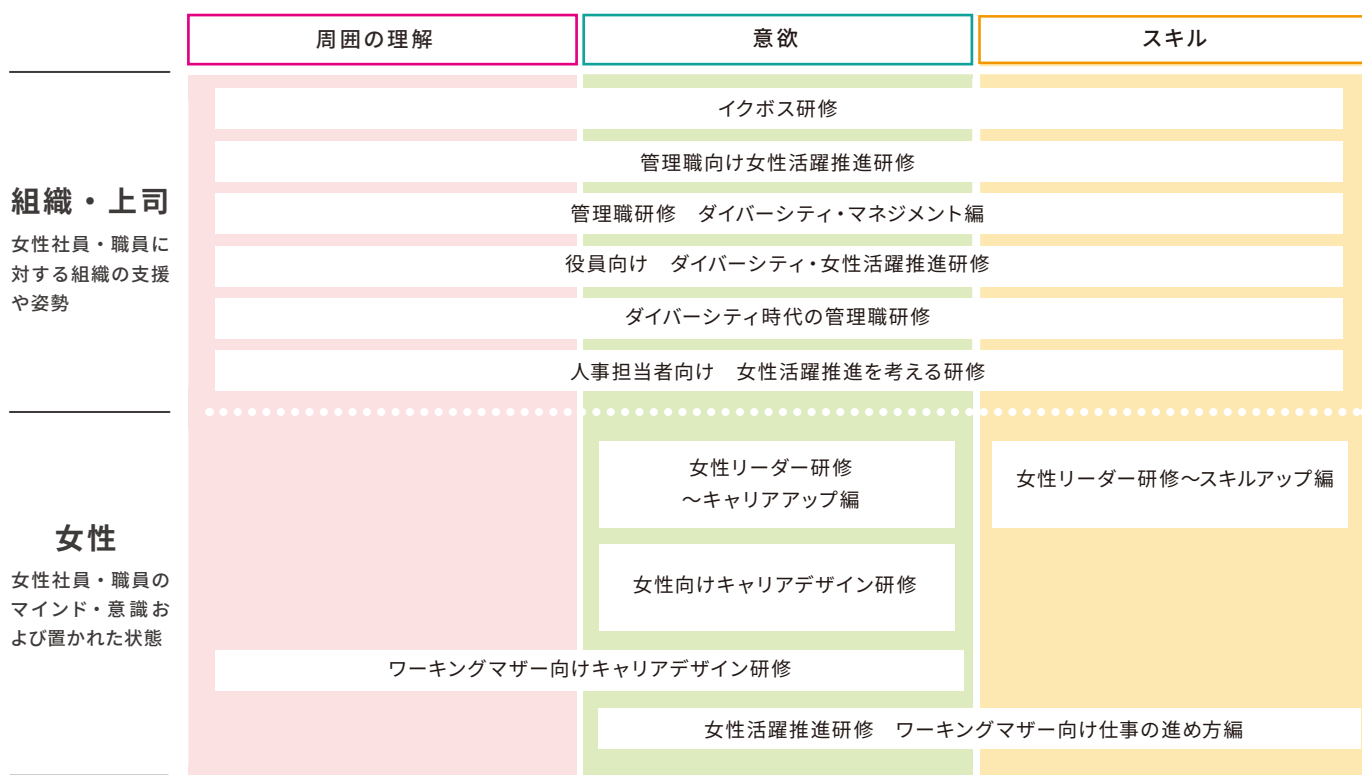 周囲の理解
意欲
スキル
組織・上司
女性社員・職員に
対する組織の支援
や姿勢
イクボス研修
管理職向け女性活躍推進研修
管理職研修　ダイバーシティ・マネジメント編
役員向け　ダイバーシティ・女性活躍推進研修
ダイバーシティ時代の管理職研修
人事担当者向け　女性活躍推進を考える研修
女性
女性社員・職員の
マインド・意識お
よび置かれた状態
女性リーダー研修
～キャリアアップ編
女性リーダー研修～スキルアップ編
女性向けキャリアデザイン研修
ワーキングマザー向けキャリアデザイン研修
女性活躍推進研修　ワーキングマザー向け仕事の進め方編